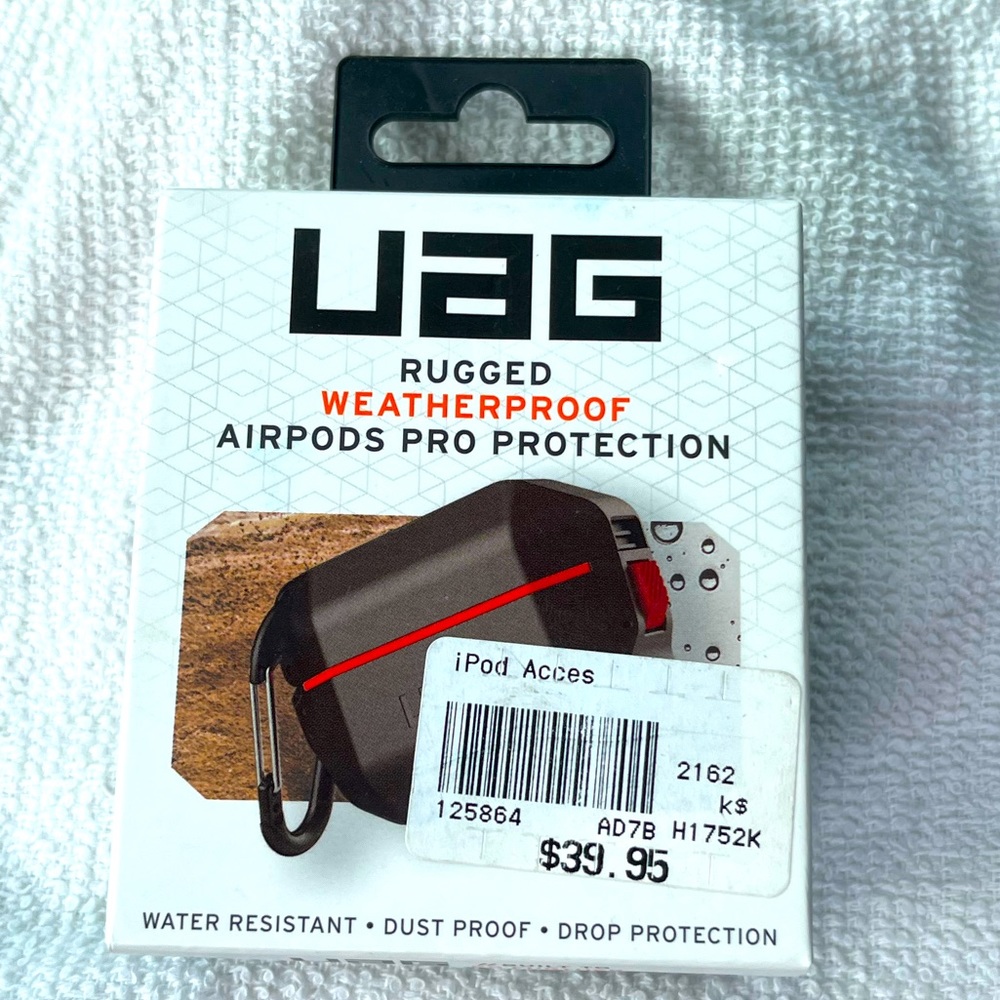 UAG
RUGGED
WEATHERPROOF
AIRPODS PRO PROTECTION
iPod Acces
2162
k$
125864
AD7B H1752K
$39.95
WATER RESISTANT • DUST PROOF • DROP PROTECTION